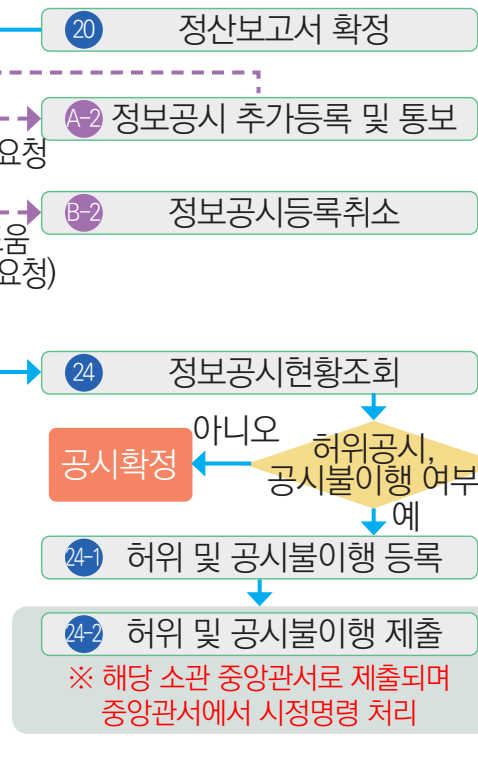 20 정산보고서 확정
A-2 정보공시 추가등록 및 통보
요청
B-2 정보공시등록취소
움
요청)
24 정보공시현황조회
아니오
공시확정
허위공시,
공시불이행 여부
예
24-1 허위 및 공시불이행 등록
24-2 허위 및 공시불이행 제출
※ 해당 소관 중앙관서로 제출되며
중앙관서에서 시정명령 처리